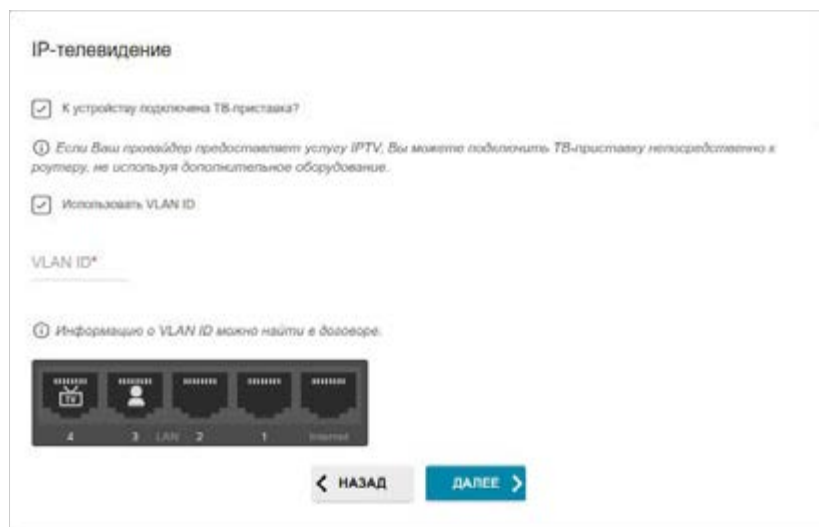 IP-телевидение
К устройству подключена ТВ-приставка?
Если Ваш провайдер предоставляет услугу IPTV, Вы можете подключить ТВ-приставку непосредственно к
роутеру, не используя дополнительное оборудование.
Использовать VLAN ID
VLAN ID*
Информацию о VLAN ID можно найти в договоре.
TV
4 3 LAN 2 1 Internet
НАЗАД ДАЛЕЕ